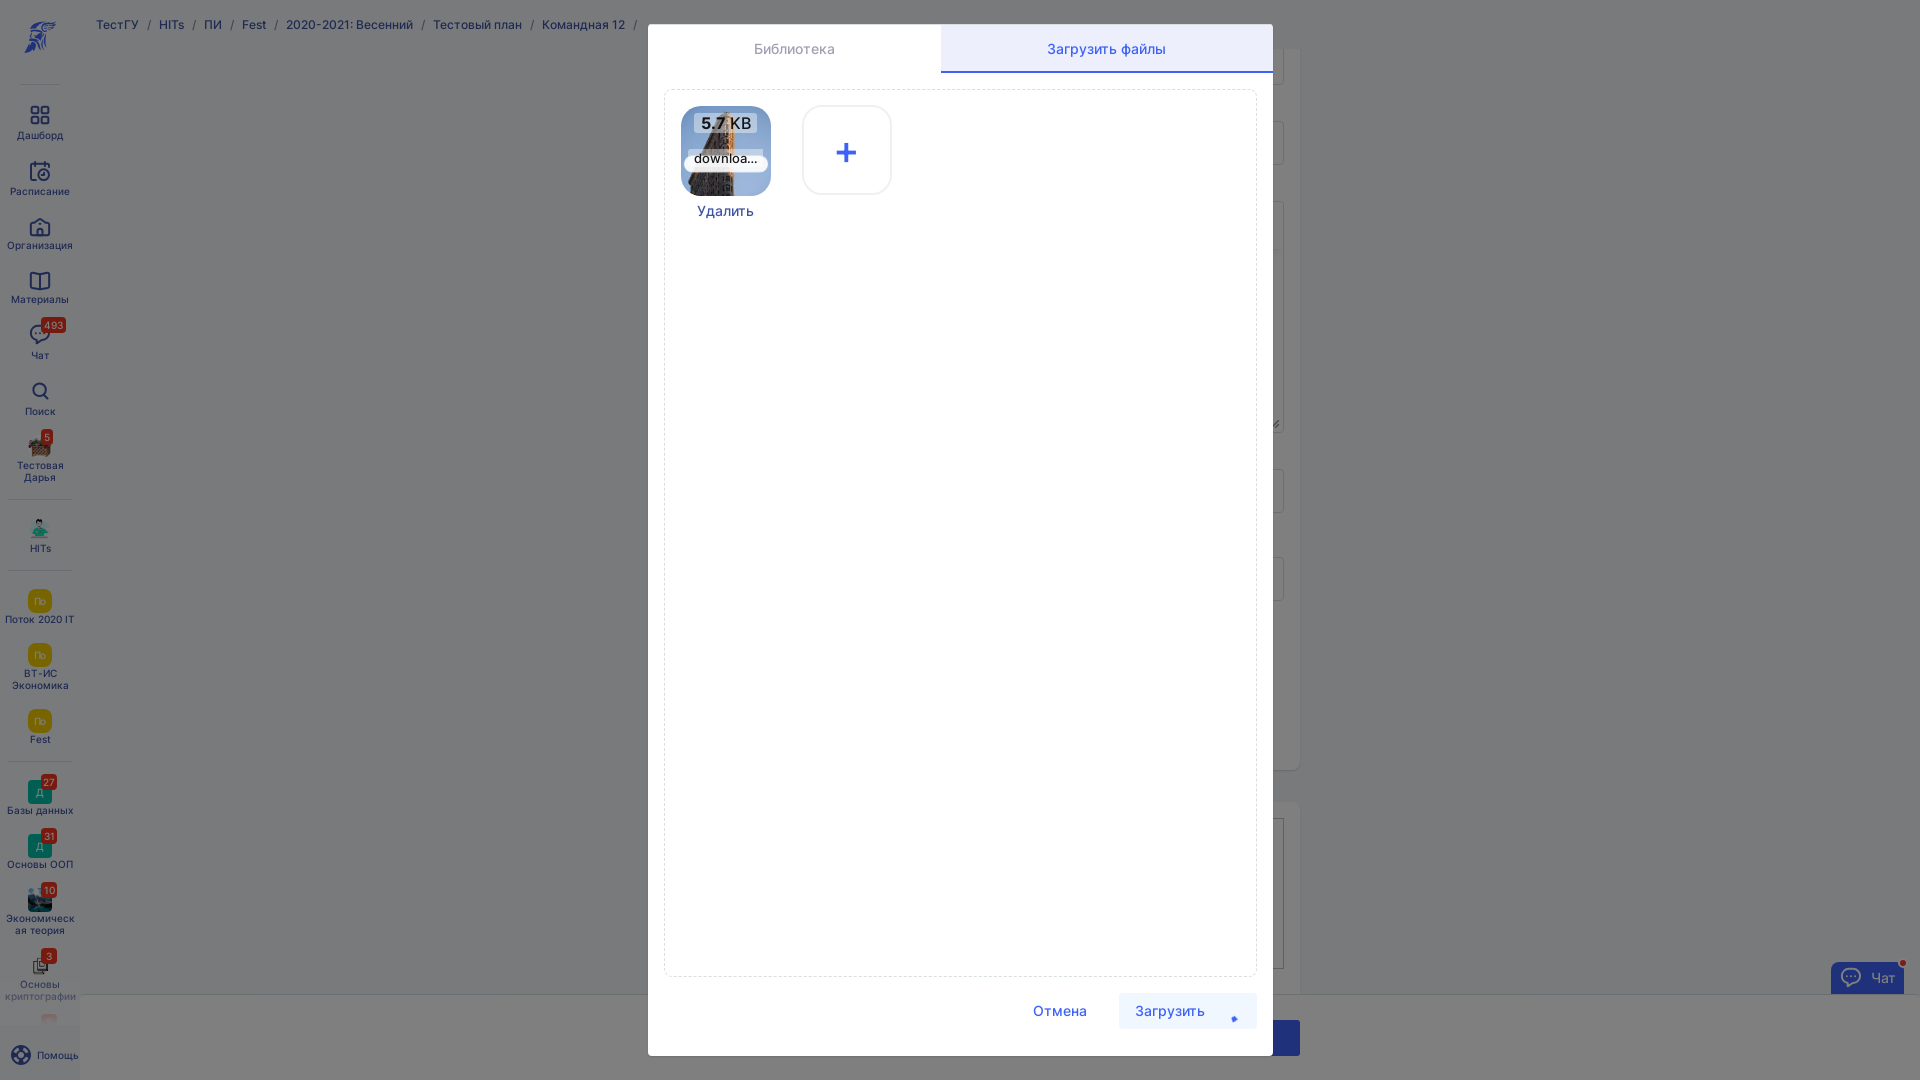 ТестГУ / HITs / ПИ / Fest / 2020-2021: Весенний / Тестовый план / Командная 12 /
Дашборд
Расписание
Организация
Материалы
493
Чат
Поиск
5
Тестовая
Дарья
HITs
По
Поток 2020 IT
По
ВТ-ИС
Экономика
По
Fest
27
Д
Базы данных
31
Д
Основы ООП
10
Экономическ
ая теория
3
Основы
криптографии
Помощь
Библиотека
Загрузить файлы
5.7 KB
downloa...
+
Удалить
Отмена
Загрузить
Чат